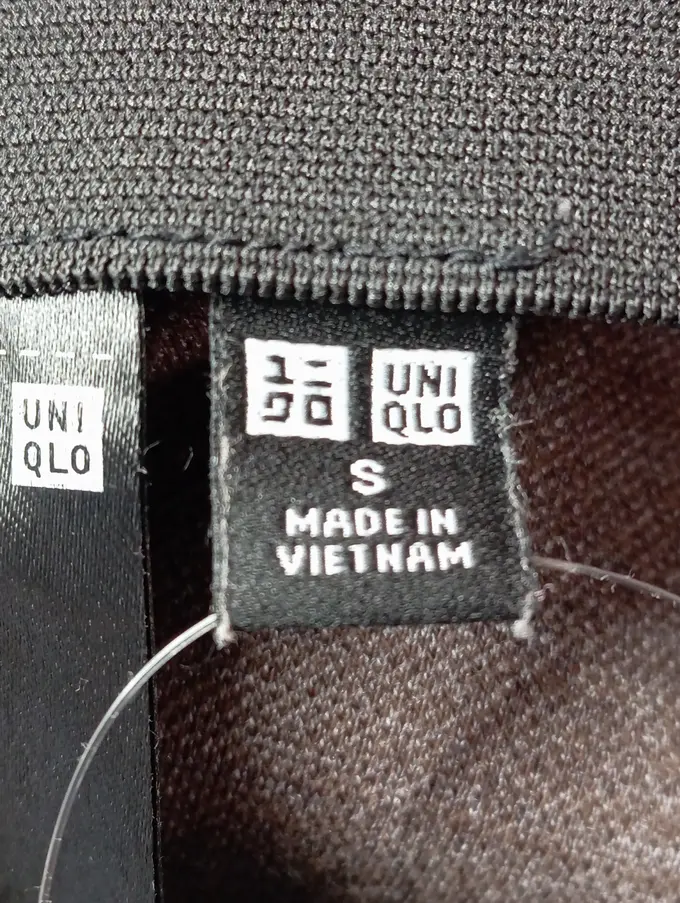 UNI
QLO
ユニ
クロ
UNI
QLO
S
MADE IN
VIETNAM